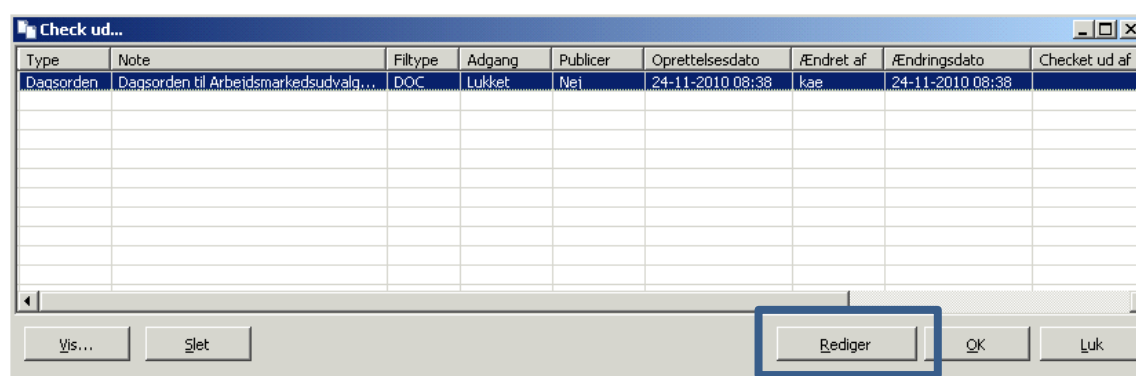 Check ud...
Type Note Filtype Adgang Publicer Oprettelsesdato Ændret af Ændringsdato Checket ud af
Dagsorden Dagsorden til Arbejdsmarkedsudvalg... DOC Lukket Nej 24-11-2010 08:38 kae 24-11-2010 08:38
Vis... Slet Rediger OK Luk